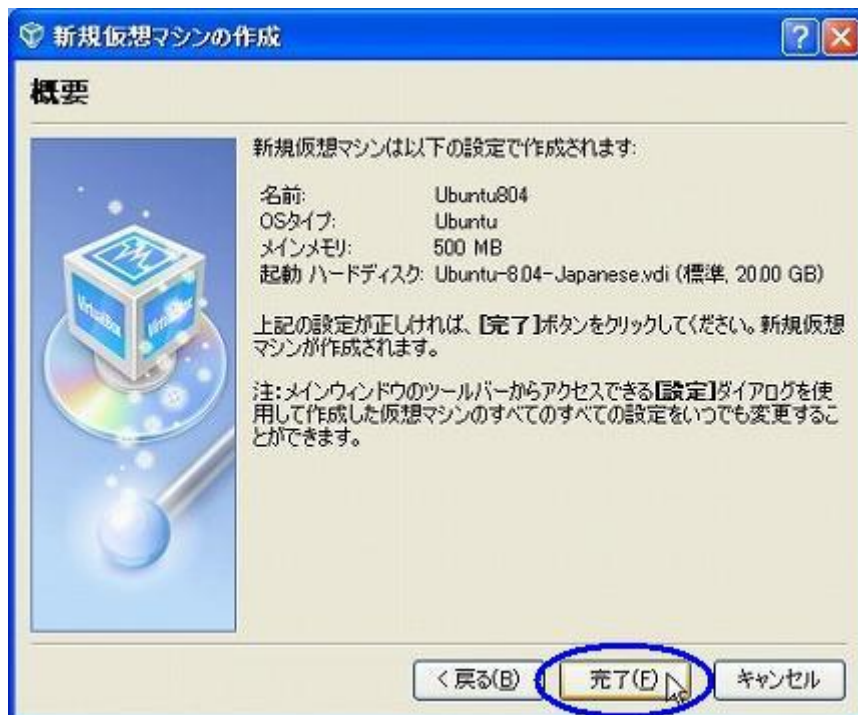 新規仮想マシンの作成
概要
新規仮想マシンは以下の設定で作成されます:
名前: Ubuntu804
OSタイプ: Ubuntu
メインメモリ: 500 MB
起動 ハードディスク: Ubuntu-8.04-Japanese.vdi (標準, 20.00 GB)
上記の設定が正しければ、[完了]ボタンをクリックしてください。新規仮想
マシンが作成されます。
注:メインウィンドウのツールバーからアクセスできる[設定]ダイアログを使
用して作成した仮想マシンのすべてのすべての設定をいつでも変更するこ
とができます。
VirtualBox
< 戻る(B) 完了(F) キャンセル